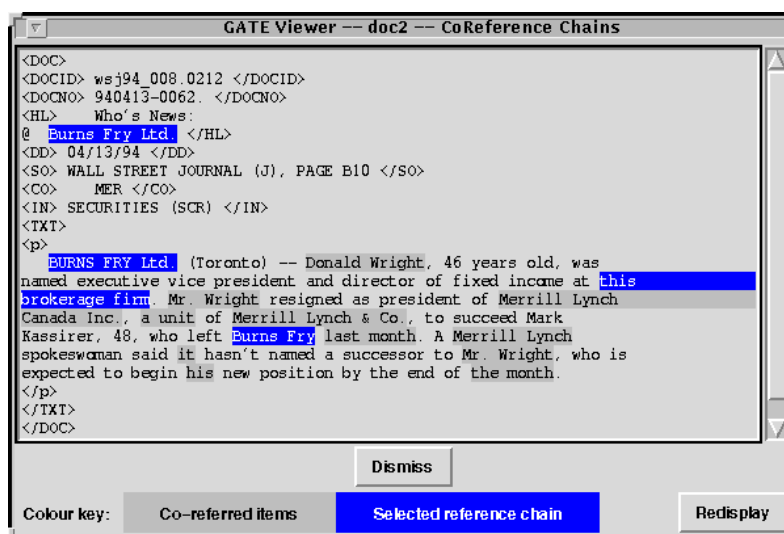 GATE Viewer -- doc2 -- CoReference Chains
<DOC>
<DOCID> wsj94_008.0212 </DOCID>
<DOCNO> 940413-0062. </DOCNO>
<HL>    Who's News:
@  Burns Fry Ltd. </HL>
<DD> 04/13/94 </DD>
<SO> WALL STREET JOURNAL (J), PAGE B10 </SO>
<CO>    MER </CO>
<IN> SECURITIES (SCR) </IN>
<TXT>
<p>
BURNS FRY Ltd. (Toronto) -- Donald Wright, 46 years old, was
named executive vice president and director of fixed income at this
brokerage firm. Mr. Wright resigned as president of Merrill Lynch
Canada Inc., a unit of Merrill Lynch & Co., to succeed Mark
Kassirer, 48, who left Burns Fry last month. A Merrill Lynch
spokeswoman said it hasn't named a successor to Mr. Wright, who is
expected to begin his new position by the end of the month.
</p>
</TXT>
</DOC>
Dismiss
Colour key: Co-referred items Selected reference chain Redisplay